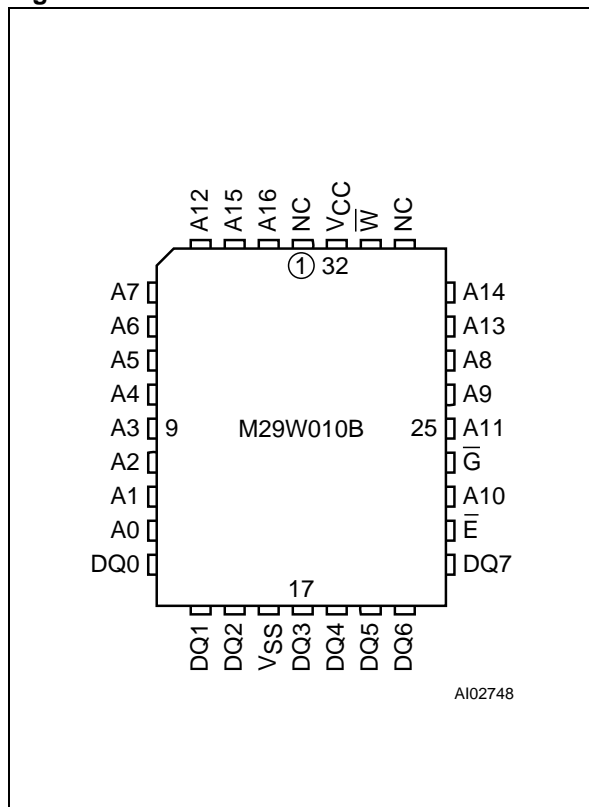 A12 A15 A16 NC VCC W̅ NC
1 32
A7 A14
A6 A13
A5 A8
A4 A9
A3 9 M29W010B 25 A11
A2 G̅
A1 A10
A0 E̅
DQ0 DQ7
17
DQ1 DQ2 VSS DQ3 DQ4 DQ5 DQ6
AI02748